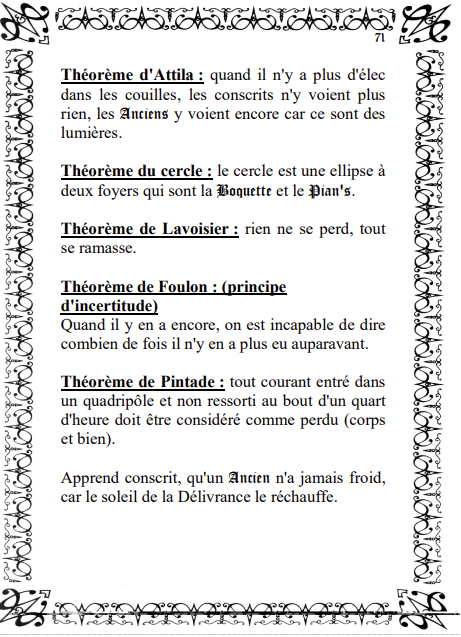 71
Théorème d'Attila : quand il n'y a plus d'élec
dans les couilles, les conscrits n'y voient plus
rien, les Anciens y voient encore car ce sont des
lumières.
Théorème du cercle : le cercle est une ellipse à
deux foyers qui sont la Boquette et le Pian's.
Théorème de Lavoisier : rien ne se perd, tout
se ramasse.
Théorème de Foulon : (principe
d'incertitude)
Quand il y en a encore, on est incapable de dire
combien de fois il n'y en a plus eu auparavant.
Théorème de Pintade : tout courant entré dans
un quadripôle et non ressorti au bout d'un quart
d'heure doit être considéré comme perdu (corps
et bien).
Apprend conscrit, qu'un Ancien n'a jamais froid,
car le soleil de la Délivrance le réchauffe.